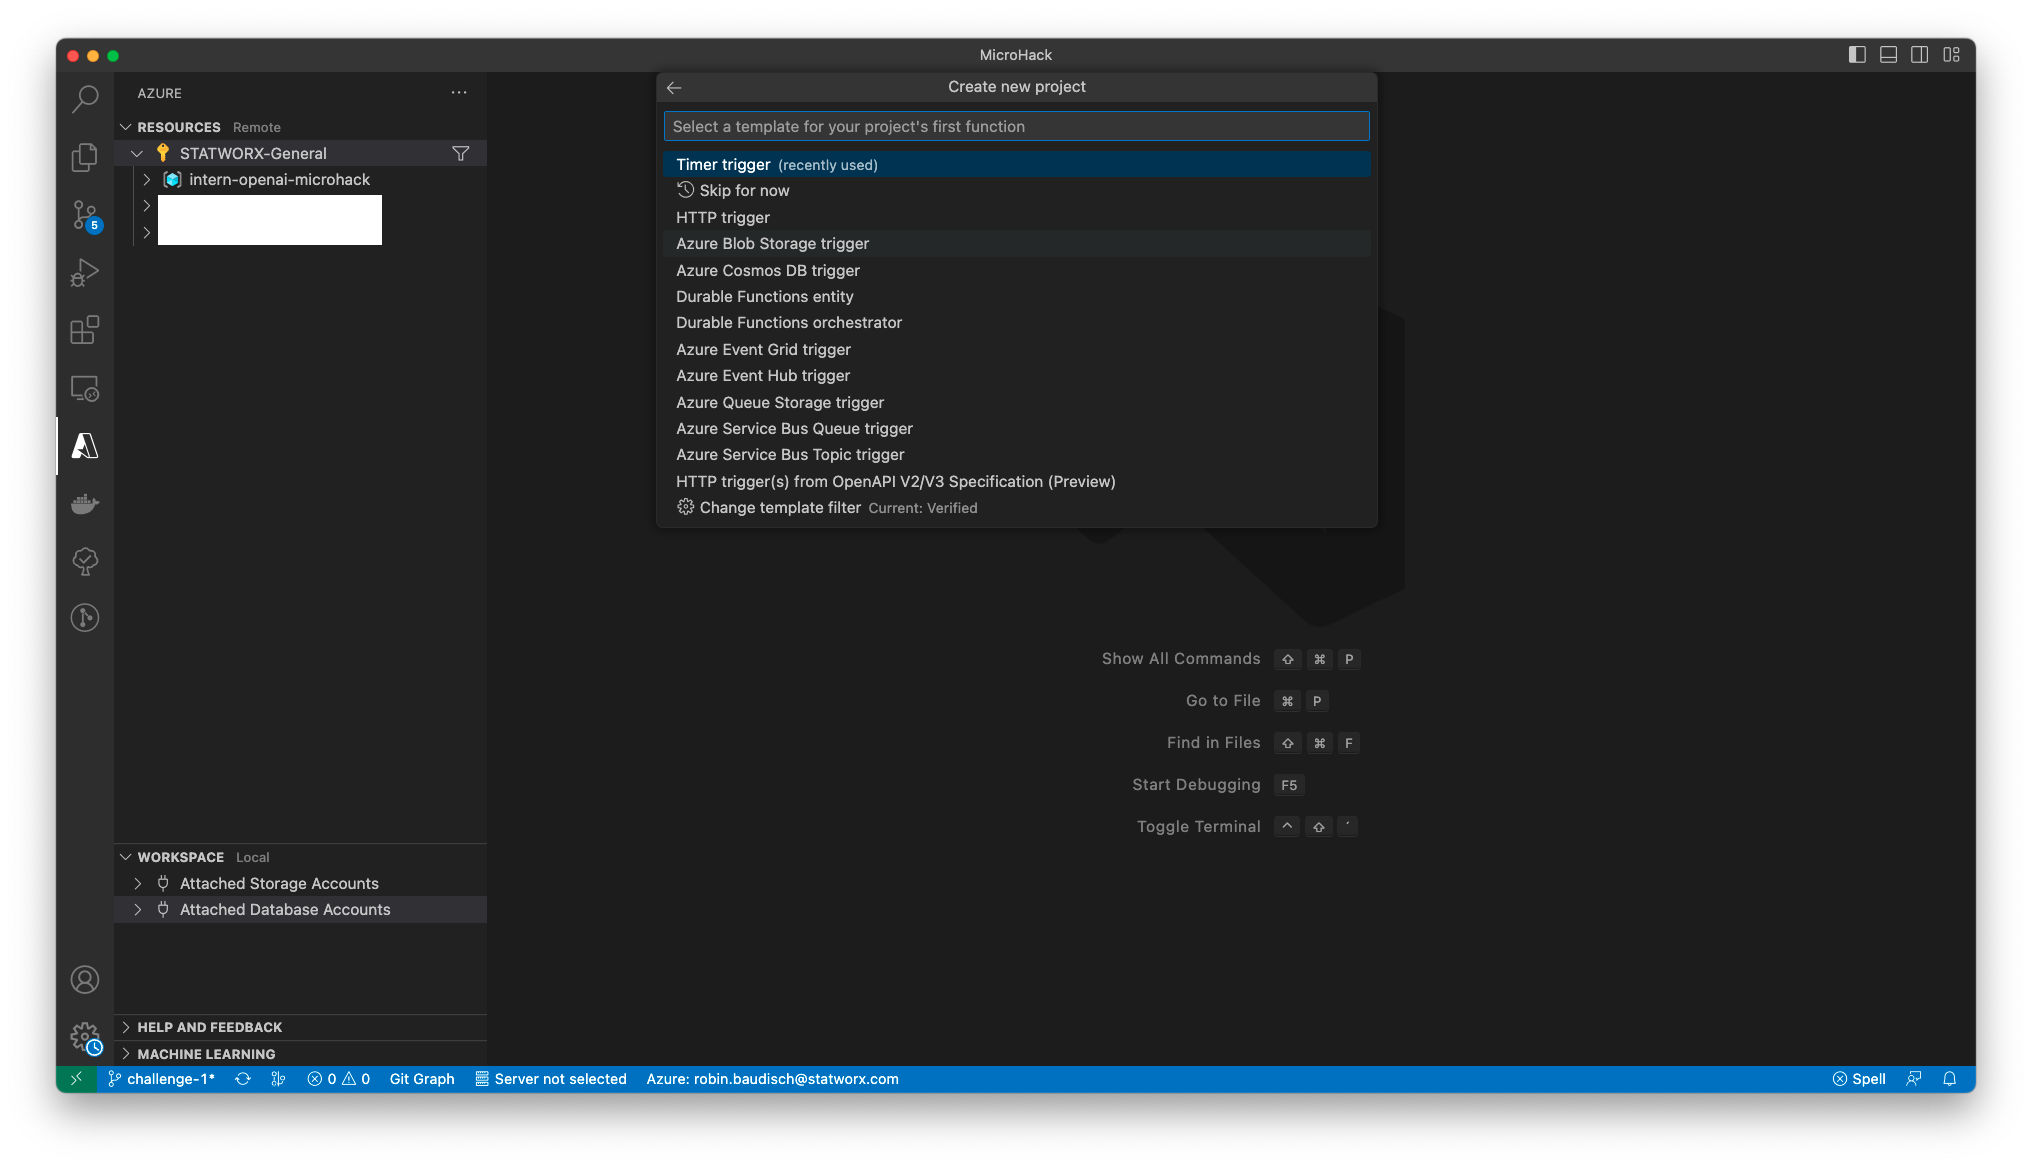 MicroHack
AZURE
RESOURCES Remote
STATWORX-General
intern-openai-microhack
5
Create new project
Select a template for your project's first function
Timer trigger (recently used)
Skip for now
HTTP trigger
Azure Blob Storage trigger
Azure Cosmos DB trigger
Durable Functions entity
Durable Functions orchestrator
Azure Event Grid trigger
Azure Event Hub trigger
Azure Queue Storage trigger
Azure Service Bus Queue trigger
Azure Service Bus Topic trigger
HTTP trigger(s) from OpenAPI V2/V3 Specification (Preview)
Change template filter Current: Verified
Show All Commands ⇧ ⌘ P
Go to File ⌘ P
Find in Files ⇧ ⌘ F
Start Debugging F5
Toggle Terminal ^ ⇧ ´
WORKSPACE Local
Attached Storage Accounts
Attached Database Accounts
HELP AND FEEDBACK
MACHINE LEARNING
challenge-1* 0 0 Git Graph Server not selected Azure: robin.baudisch@statworx.com Spell